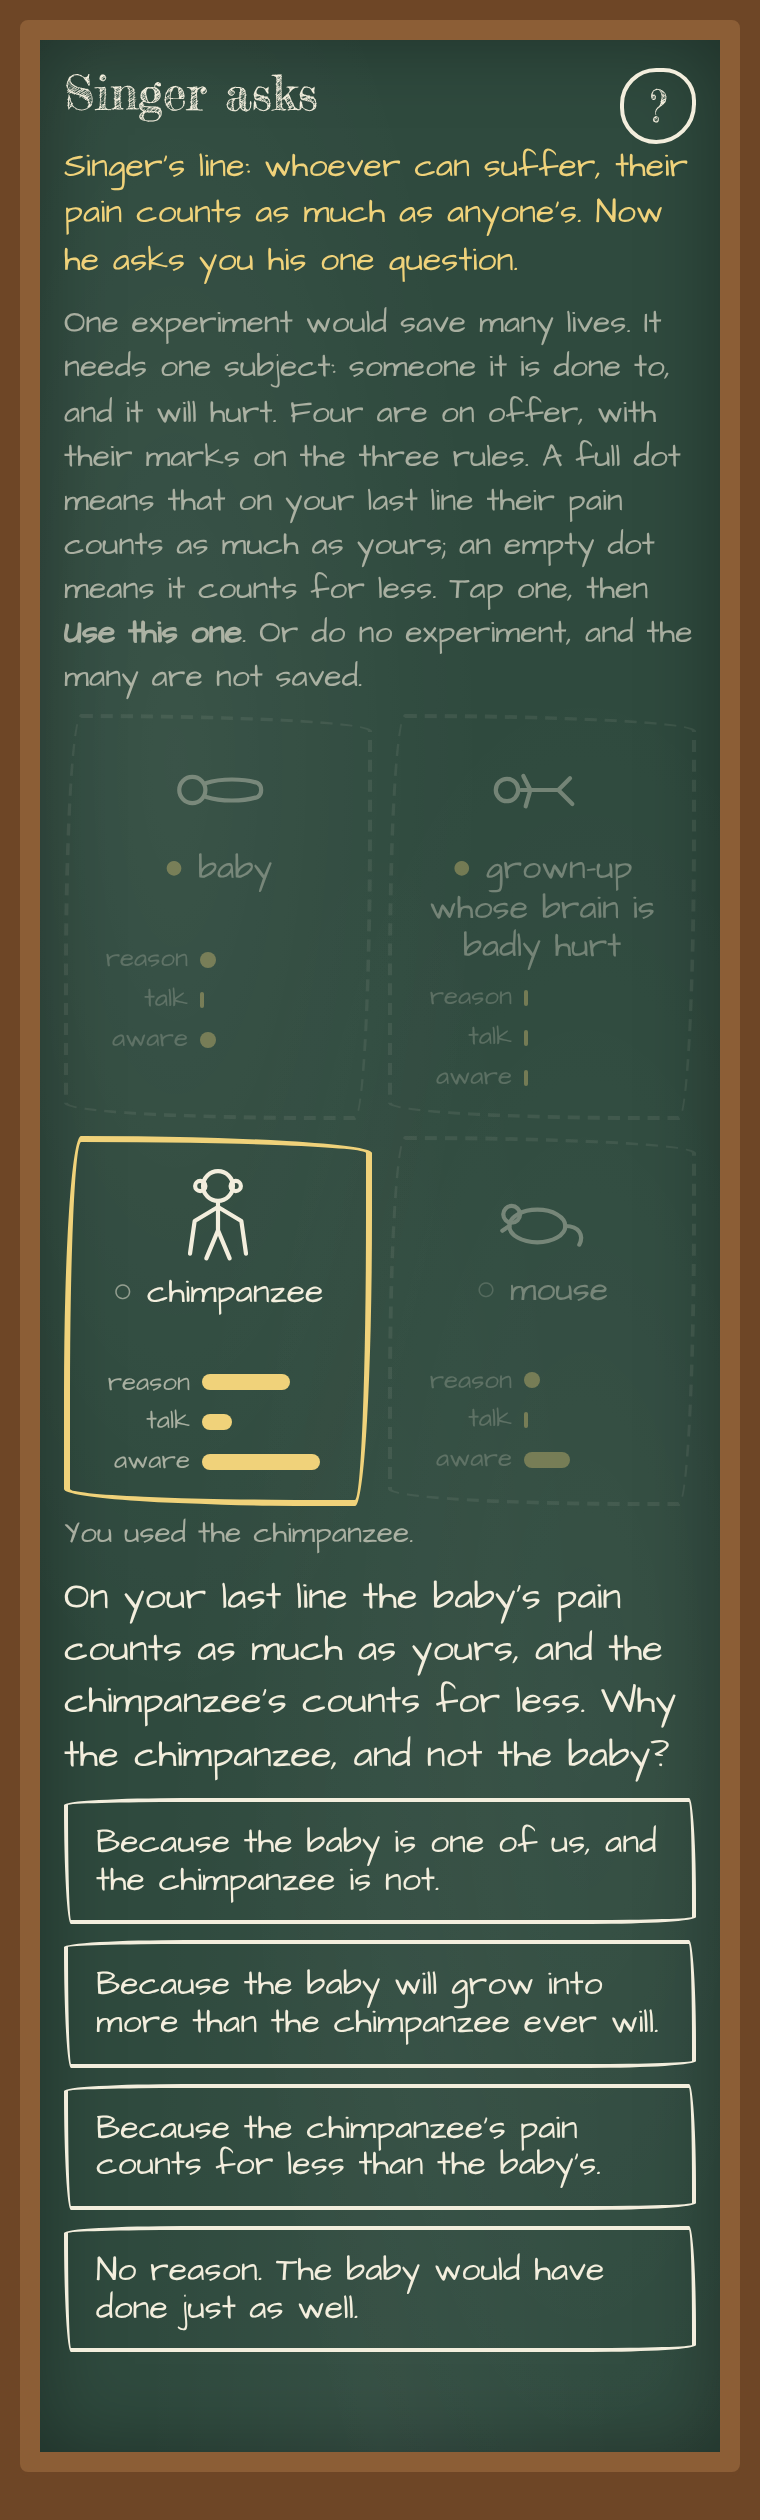 Singer asks
?
Singer's line: whoever can suffer, their
pain counts as much as anyone's. Now
he asks you his one question.
One experiment would save many lives. It
needs one subject: someone it is done to,
and it will hurt. Four are on offer, with
their marks on the three rules. A full dot
means that on your last line their pain
counts as much as yours; an empty dot
means it counts for less. Tap one, then
Use this one. Or do no experiment, and the
many are not saved.
baby
reason
talk
aware
grown-up
whose brain is
badly hurt
reason
talk
aware
chimpanzee
reason
talk
aware
mouse
reason
talk
aware
You used the chimpanzee.
On your last line the baby's pain
counts as much as yours, and the
chimpanzee's counts for less. Why
the chimpanzee, and not the baby?
Because the baby is one of us, and
the chimpanzee is not.
Because the baby will grow into
more than the chimpanzee ever will.
Because the chimpanzee's pain
counts for less than the baby's.
No reason. The baby would have
done just as well.